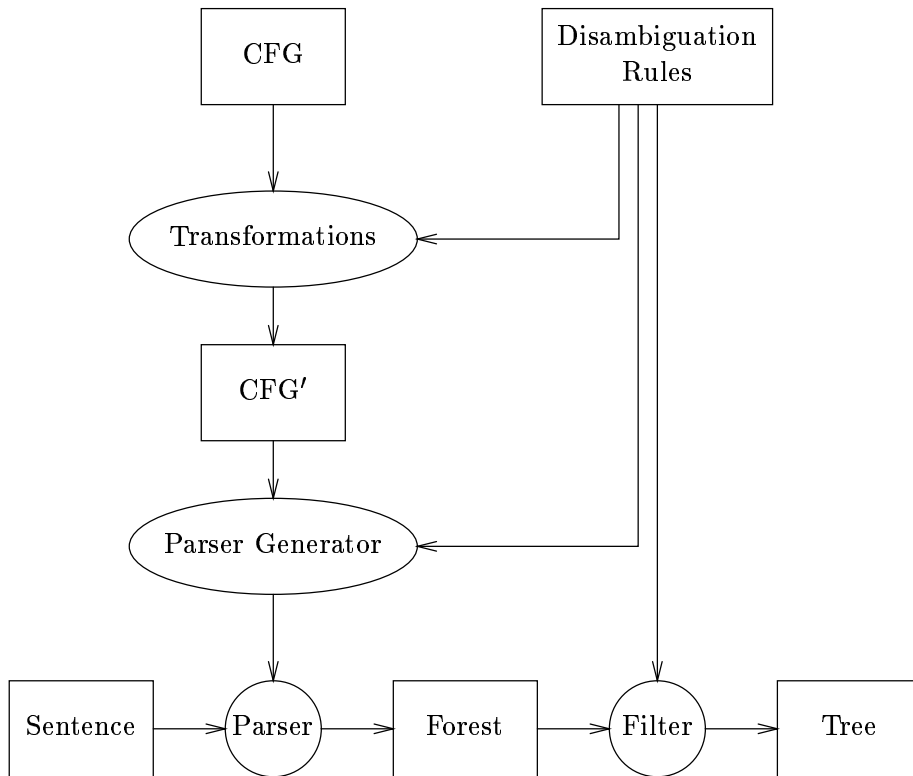 CFG
Disambiguation
Rules
Transformations
CFG′
Parser Generator
Sentence
Parser
Forest
Filter
Tree